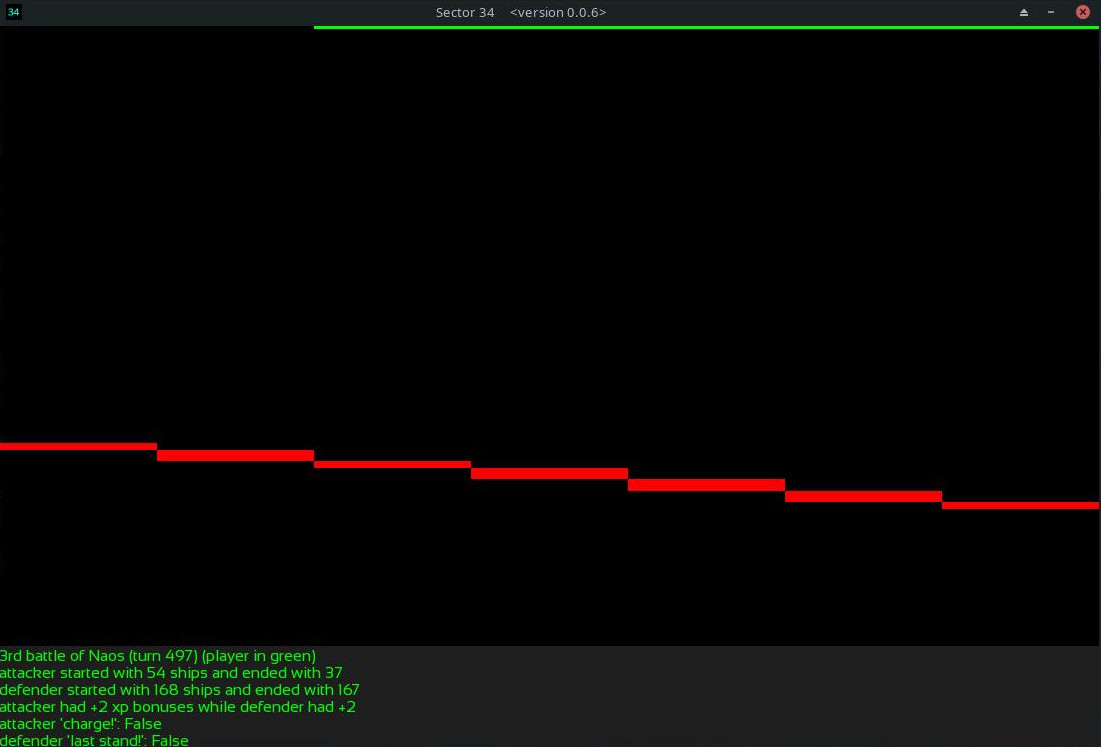 34
Sector 34 <version 0.0.6>
3rd battle of Naos (turn 497) (player in green)
attacker started with 54 ships and ended with 37
defender started with 168 ships and ended with 167
attacker had +2 xp bonuses while defender had +2
attacker 'charge!': False
defender 'last stand!': False